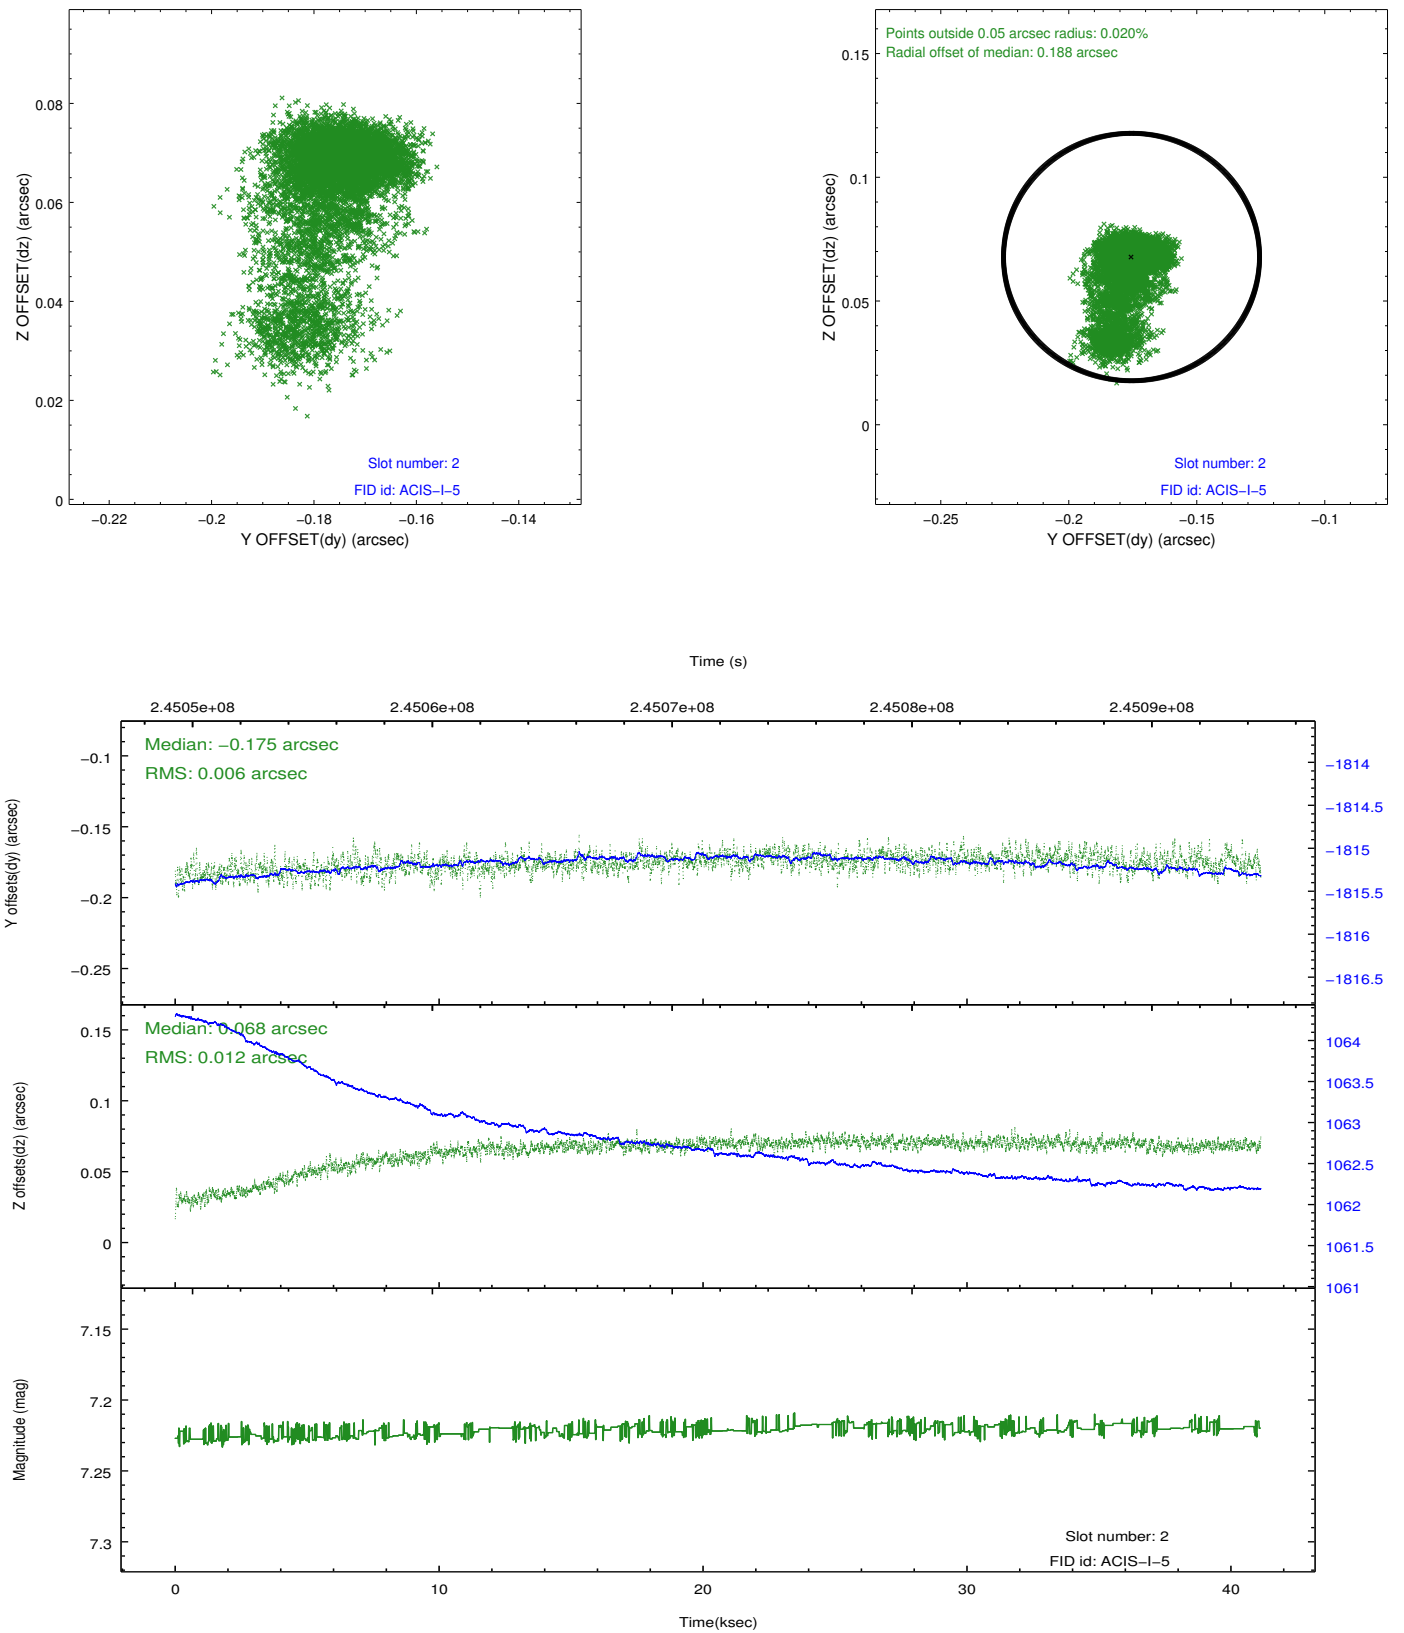 0.08
0.06
0.04
0.02
0
Z OFFSET(dz) (arcsec)
Slot number: 2
FID id: ACIS−I−5
−0.22
−0.2
−0.18
−0.16
−0.14
Y OFFSET(dy) (arcsec)
Points outside 0.05 arcsec radius: 0.020%
Radial offset of median: 0.188 arcsec
0.15
0.1
0.05
0
Z OFFSET(dz) (arcsec)
Slot number: 2
FID id: ACIS−I−5
−0.25
−0.2
−0.15
−0.1
Y OFFSET(dy) (arcsec)
Time (s)
2.4505e+08
2.4506e+08
2.4507e+08
2.4508e+08
2.4509e+08
Median: −0.175 arcsec
RMS: 0.006 arcsec
−0.1
−0.15
−0.2
−0.25
Y offsets(dy) (arcsec)
−1814
−1814.5
−1815
−1815.5
−1816
−1816.5
Median: 0.068 arcsec
RMS: 0.012 arcsec
0.15
0.1
0.05
0
Z offsets(dz) (arcsec)
1064
1063.5
1063
1062.5
1062
1061.5
1061
7.15
7.2
7.25
7.3
Magnitude (mag)
Slot number: 2
FID id: ACIS−I−5
0
10
20
30
40
Time(ksec)